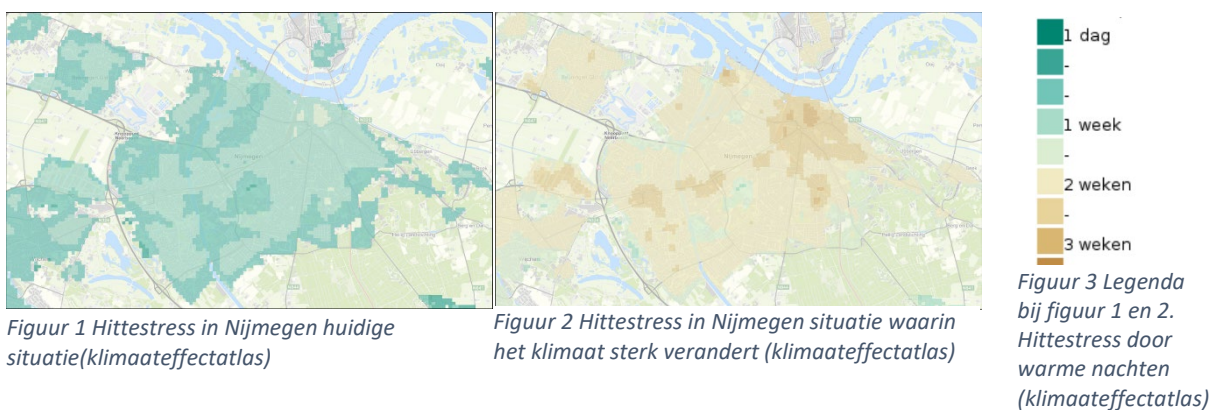 Nijmegen
Nijmegen
1 dag
-
-
1 week
-
2 weken
-
3 weken
Figuur 1 Hittestress in Nijmegen huidige
situatie(klimaateffectatlas)
Figuur 2 Hittestress in Nijmegen situatie waarin
het klimaat sterk verandert (klimaateffectatlas)
Figuur 3 Legenda
bij figuur 1 en 2.
Hittestress door
warme nachten
(klimaateffectatlas)